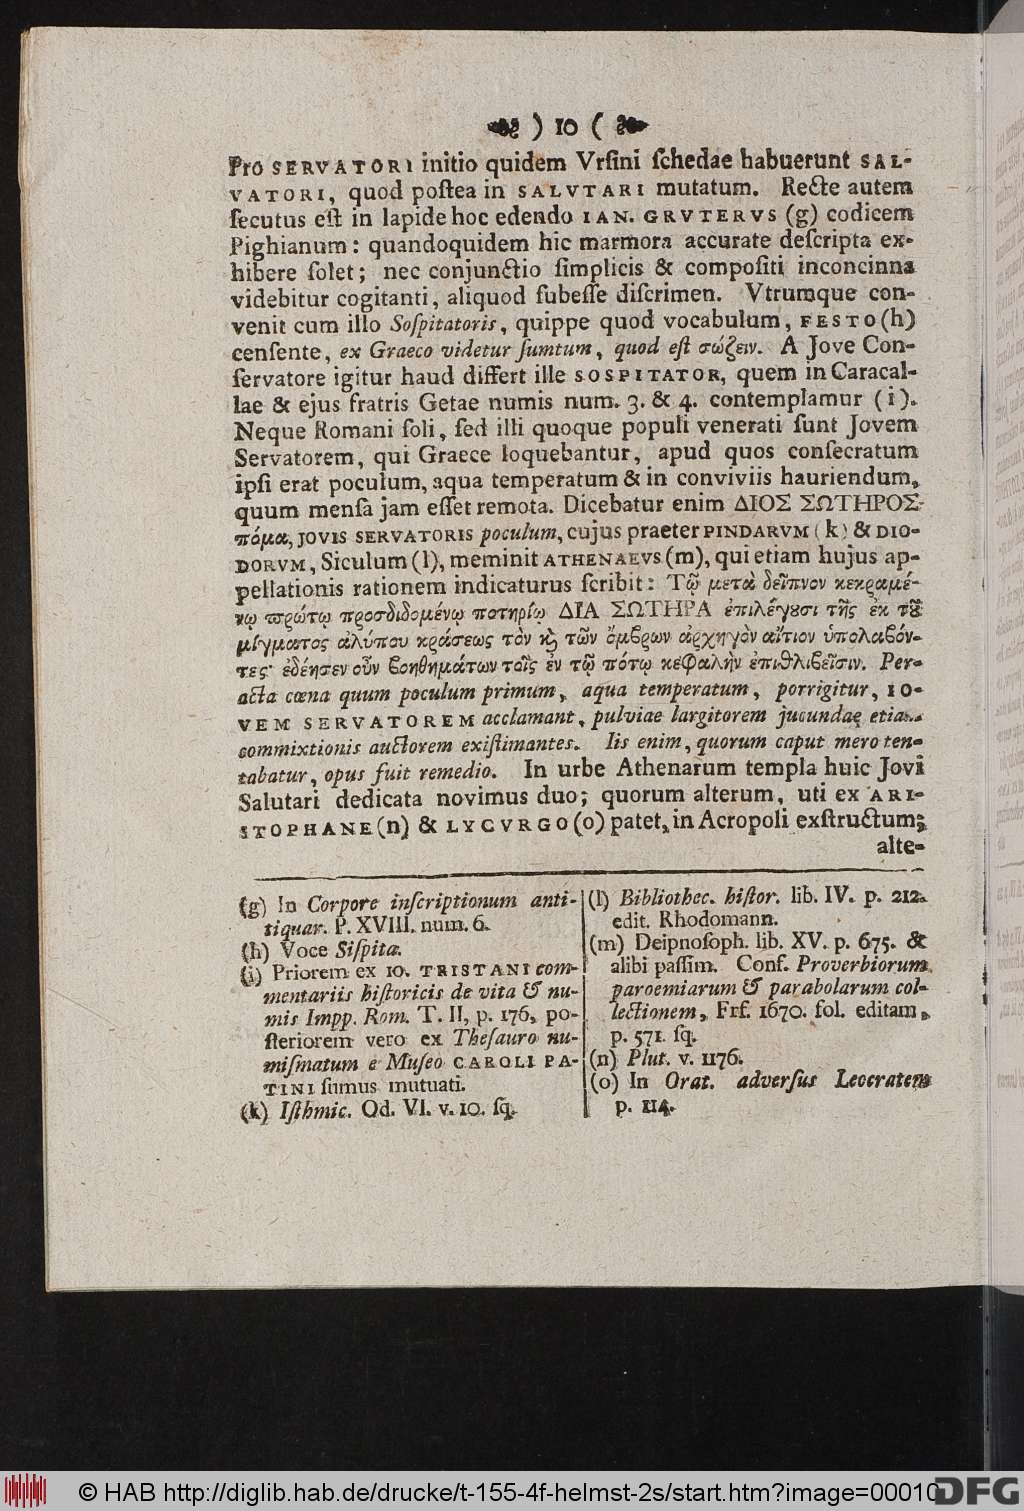 ) 10 (
Pro SERVATORI initio quidem Vrſini ſchedae habuerunt SAL-
VATORI, quod poſtea in SALVTARI mutatum. Recte autem
ſecutus eſt in lapide hoc edendo IAN. GRVTERVS (g) codicem
Pighianum: quandoquidem hic marmora accurate deſcripta ex-
hibere ſolet; nec conjunctio ſimplicis & compoſiti inconcinna
videbitur cogitanti, aliquod ſubeſſe diſcrimen. Vtrumque con-
venit cum illo Soſpitatoris, quippe quod vocabulum, FESTO (h)
cenſente, ex Graeco videtur ſumtum, quod eſt σώζειν. A Jove Con-
ſervatore igitur haud differt ille SOSPITATOR, quem in Caracal-
lae & ejus fratris Getae numis num. 3. & 4. contemplamur (i).
Neque Romani ſoli, ſed illi quoque populi venerati ſunt Jovem
Servatorem, qui Graece loquebantur, apud quos conſecratum
ipſi erat poculum, aqua temperatum & in conviviis hauriendum,
quum menſa jam eſſet remota. Dicebatur enim ΔΙΟΣ ΣΩΤΗΡΟΣ
πόμα, JOVIS SERVATORIS poculum, cujus praeter PINDARVM (k) & DIO-
DORVM, Siculum (l), meminit ATHENAEVS (m), qui etiam hujus ap-
pellationis rationem indicaturus ſcribit: Τῷ μετὰ δεῖπνον κεκραμέ-
νῳ πρώτῳ προσδιδομένῳ ποτηρίῳ ΔΙΑ ΣΩΤΗΡΑ ἐπιλέγουσι τῆς ἐκ τοῦ
μίγματος ἀλύπου κράσεως τὸν καὶ τῶν ὄμβρων ἀρχηγὸν αἴτιον ὑπολαβόν-
τες· ἐδέησεν οὖν βοηθημάτων τοῖς ἐν τῷ πότῳ κεφαλὴν ἐπιθλιβεῖσιν. Per-
acta cœna quum poculum primum, aqua temperatum, porrigitur, IO-
VEM SERVATOREM acclamant, pulviae largitorem jucundae etiam
commixtionis auctorem exiſtimantes. Iis enim, quorum caput mero ten-
tabatur, opus fuit remedio. In urbe Athenarum templa huic Jovi
Salutari dedicata novimus duo; quorum alterum, uti ex ARI-
STOPHANE (n) & LYCVRGO (o) patet, in Acropoli exſtructum;
alte-
(g) In Corpore inſcriptionum anti-
tiquar. P. XVIII. num. 6.
(h) Voce Siſpita.
(i) Priorem ex IO. TRISTANI com-
mentariis hiſtoricis de vita & nu-
mis Impp. Rom. T. II, p. 176, po-
ſteriorem vero ex Theſauro nu-
miſmatum e Muſeo CAROLI PA-
TINI ſumus mutuati.
(k) Iſthmic. Od. VI. v. 10. ſq.
(l) Bibliothec. hiſtor. lib. IV. p. 212.
edit. Rhodomann.
(m) Deipnoſoph. lib. XV. p. 675. &
alibi paſſim. Conf. Proverbiorum
paroemiarum & parabolarum col-
lectionem, Frf. 1670. fol. editam,
p. 571. ſq.
(n) Plut. v. 1176.
(o) In Orat. adverſus Leocratem
p. 114.
© HAB http://diglib.hab.de/drucke/t-155-4f-helmst-2s/start.htm?image=00010
DFG